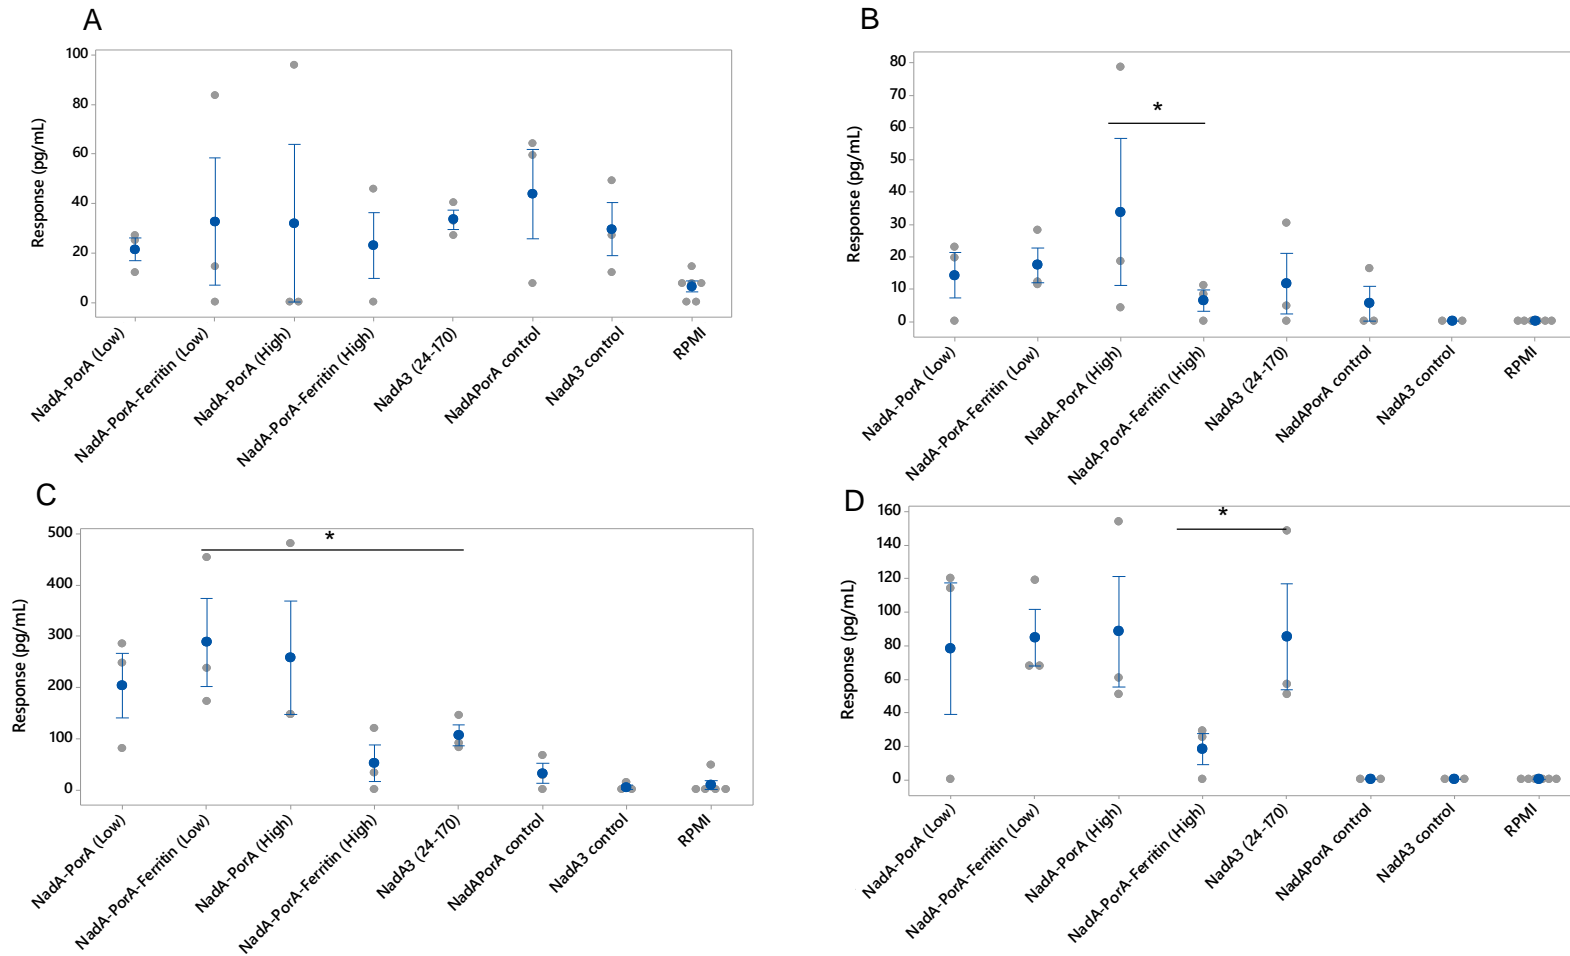 A
Response (pg/mL)
100
80
60
40
20
0
NadA-PorA (Low)
NadA-PorA-Ferritin (Low)
NadA-PorA (High)
NadA-PorA-Ferritin (High)
NadA3 (24-170)
NadAPorA control
NadA3 control
RPMI
B
Response (pg/mL)
80
70
60
50
40
30
20
10
0
*
NadA-PorA (Low)
NadA-PorA-Ferritin (Low)
NadA-PorA (High)
NadA-PorA-Ferritin (High)
NadA3 (24-170)
NadAPorA control
NadA3 control
RPMI
C
Response (pg/mL)
500
400
300
200
100
0
*
NadA-PorA (Low)
NadA-PorA-Ferritin (Low)
NadA-PorA (High)
NadA-PorA-Ferritin (High)
NadA3 (24-170)
NadAPorA control
NadA3 control
RPMI
D
Response (pg/mL)
160
140
120
100
80
60
40
20
0
*
NadA-PorA (Low)
NadA-PorA-Ferritin (Low)
NadA-PorA (High)
NadA-PorA-Ferritin (High)
NadA3 (24-170)
NadAPorA control
NadA3 control
RPMI